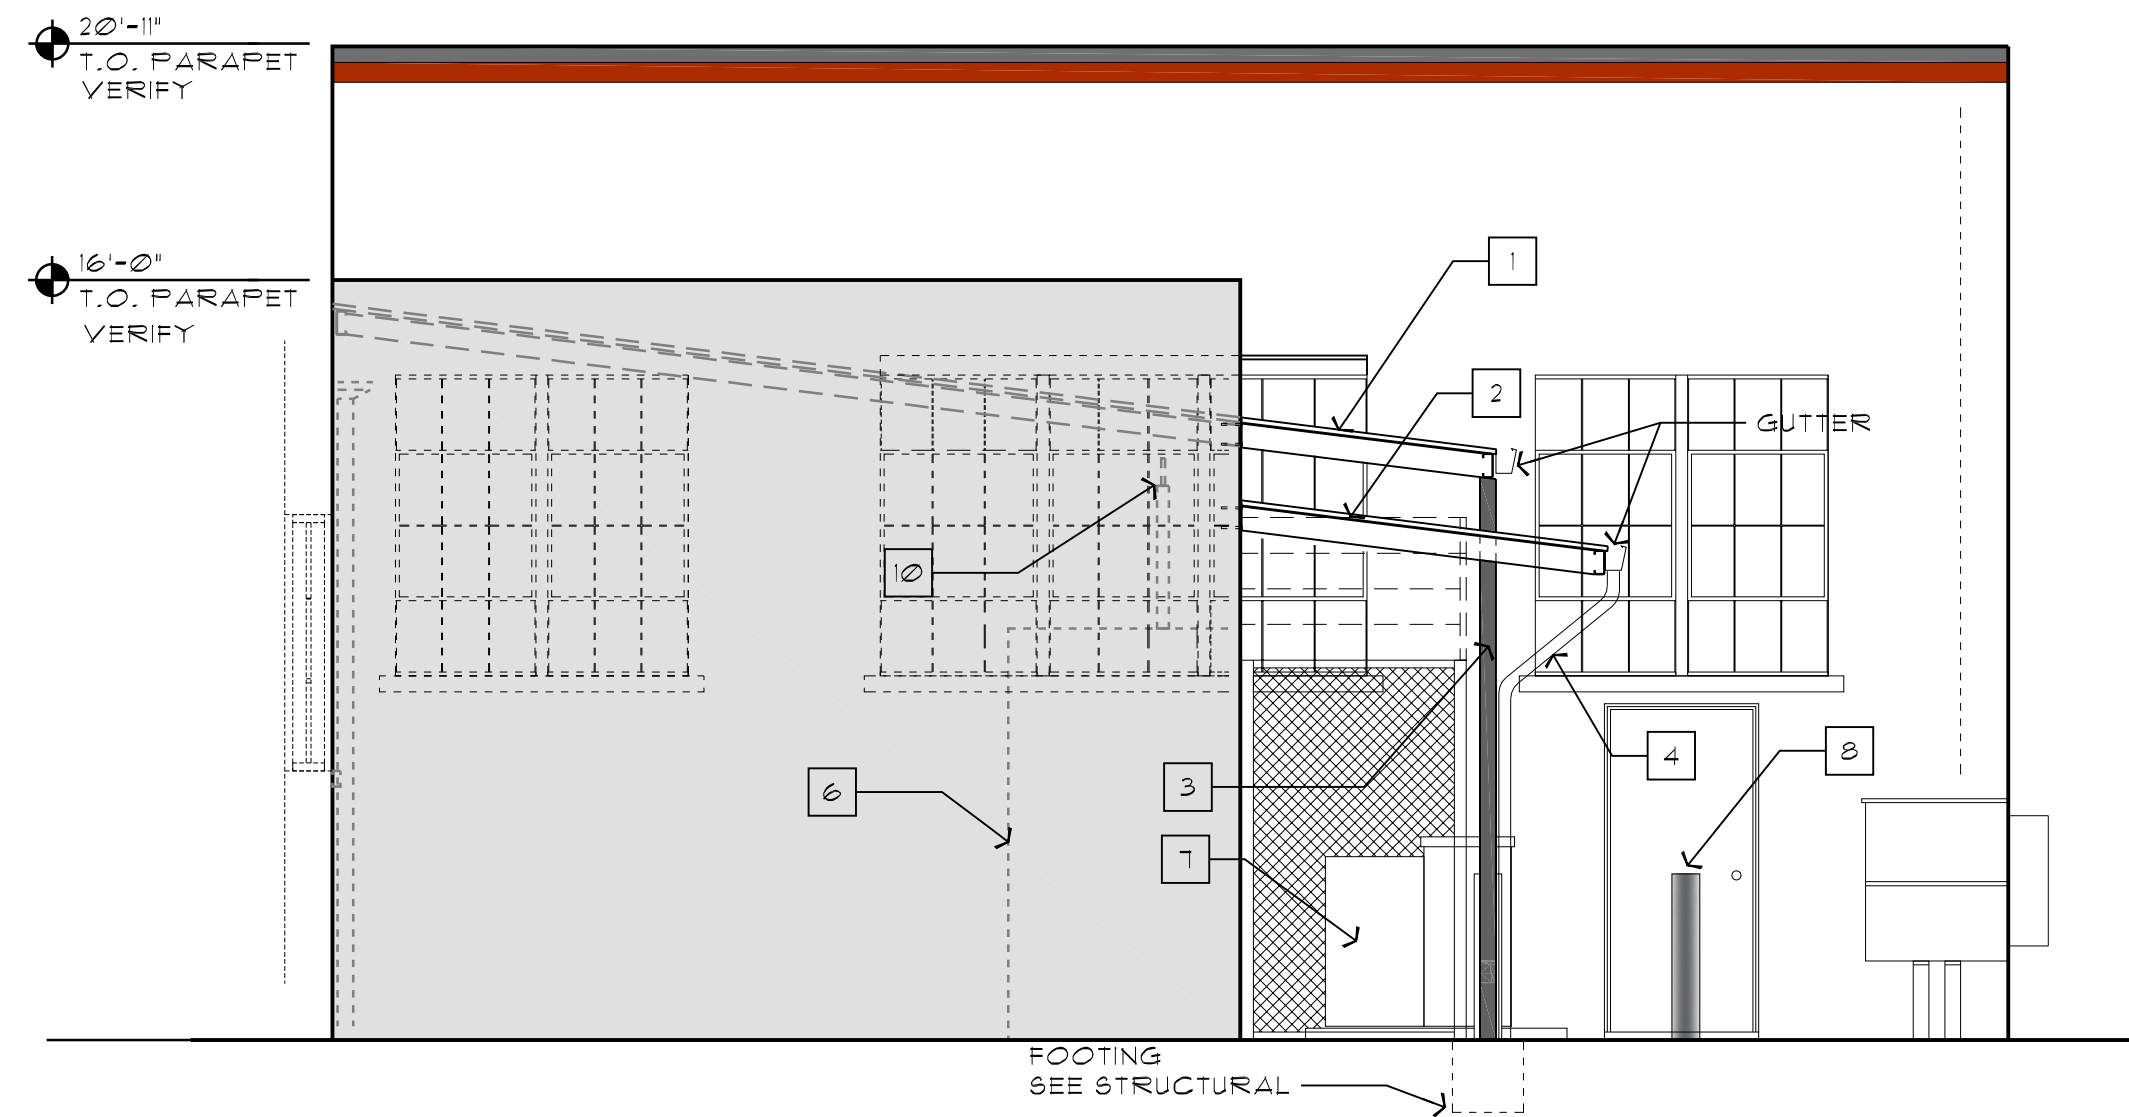 20'-11"
T.O. PARAPET
VERIFY
16'-0"
T.O. PARAPET
VERIFY
1
2
GUTTER
10
4
8
6
3
7
FOOTING
SEE STRUCTURAL